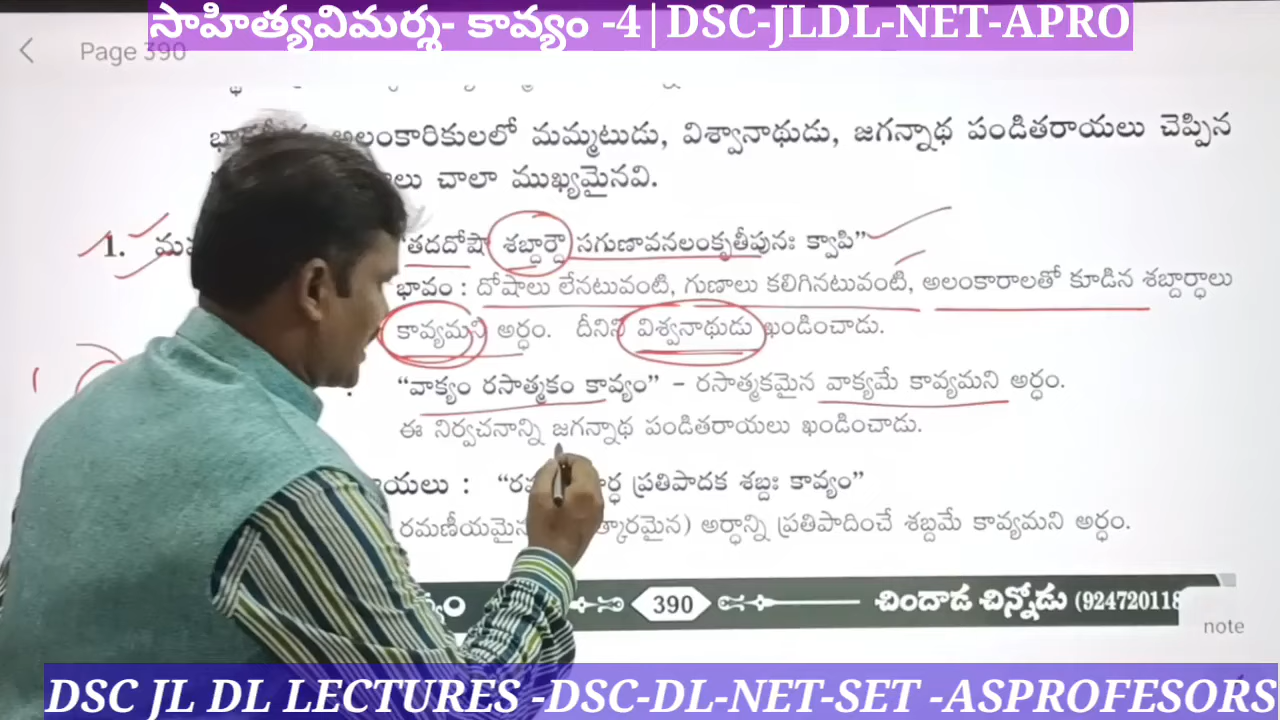 సాహిత్యవిమర్శ- కావ్యం -4|DSC-JLDL-NET-APRO
Page 390
అలంకారికులలో మమ్మటుడు, విశ్వానాథుడు, జగన్నాథ పండితరాయలు చెప్పిన
చాలా ముఖ్యమైనవి.
1. "తదదోషౌ శబ్దార్థౌ సగుణావనలంకృతీపునః క్వాపి"
భావం : దోషాలు లేనటువంటి, గుణాలు కలిగినటువంటి, అలంకారాలతో కూడిన శబ్దార్థాలు
కావ్యమని అర్థం. దీనిని విశ్వనాథుడు ఖండించాడు.
: "వాక్యం రసాత్మకం కావ్యం" – రసాత్మకమైన వాక్యమే కావ్యమని అర్థం.
ఈ నిర్వచనాన్ని జగన్నాథ పండితరాయలు ఖండించాడు.
: ప్రతిపాదక శబ్దః కావ్యం"
రమణీయమైన అర్థాన్ని ప్రతిపాదించే శబ్దమే కావ్యమని అర్థం.
390 చిందాడ చిన్నోడు (924720118
note
DSC JL DL LECTURES -DSC-DL-NET-SET -ASPROFESORS